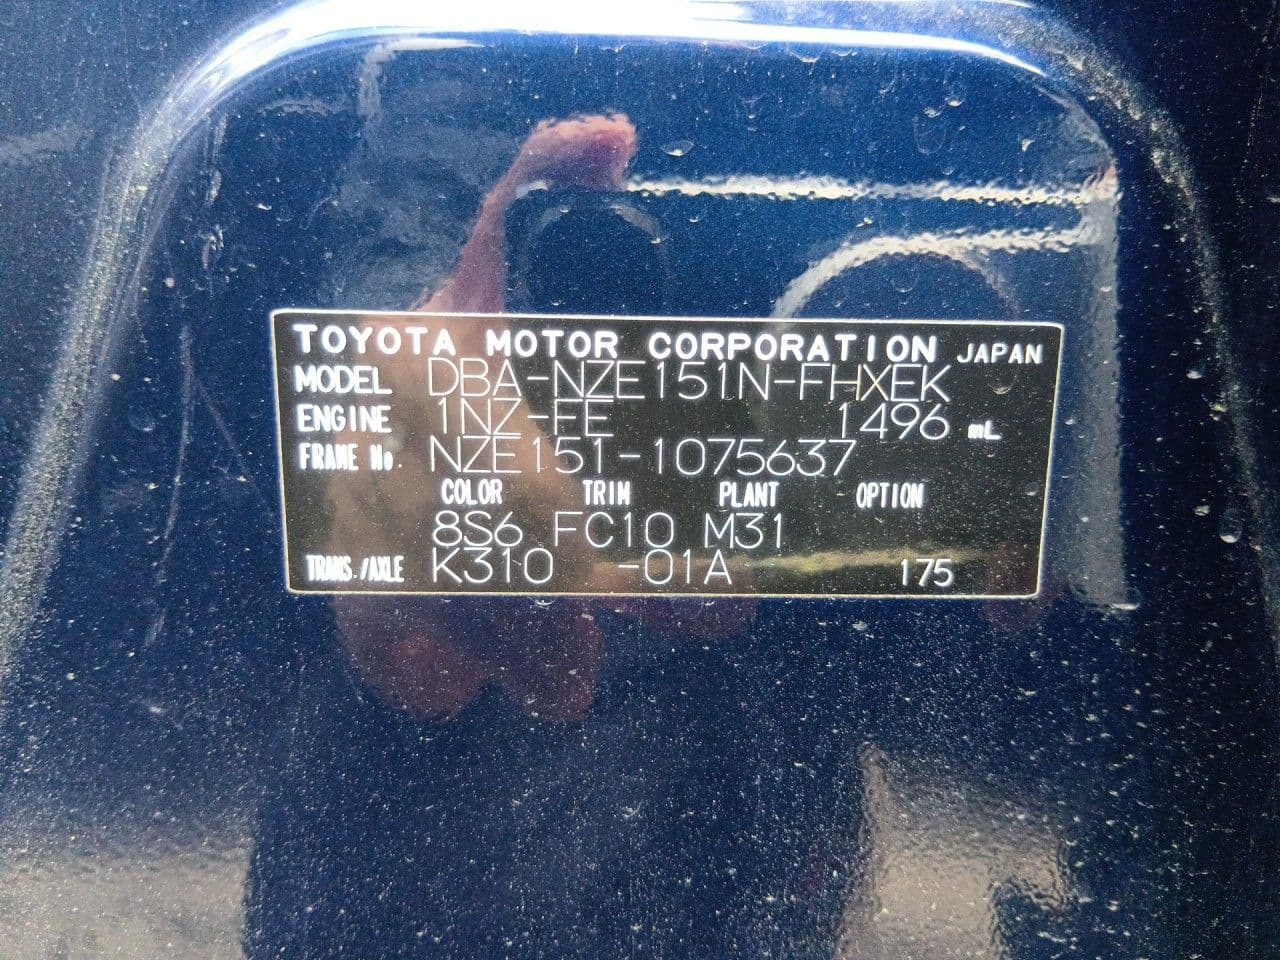 TOYOTA MOTOR CORPORATION JAPAN
MODEL DBA-NZE151N-FHXEK
ENGINE 1NZ-FE 1496 mL
FRAME No. NZE151-1075637
COLOR TRIM PLANT OPTION
8S6 FC10 M31
TRANS./AXLE K310 -01A 175